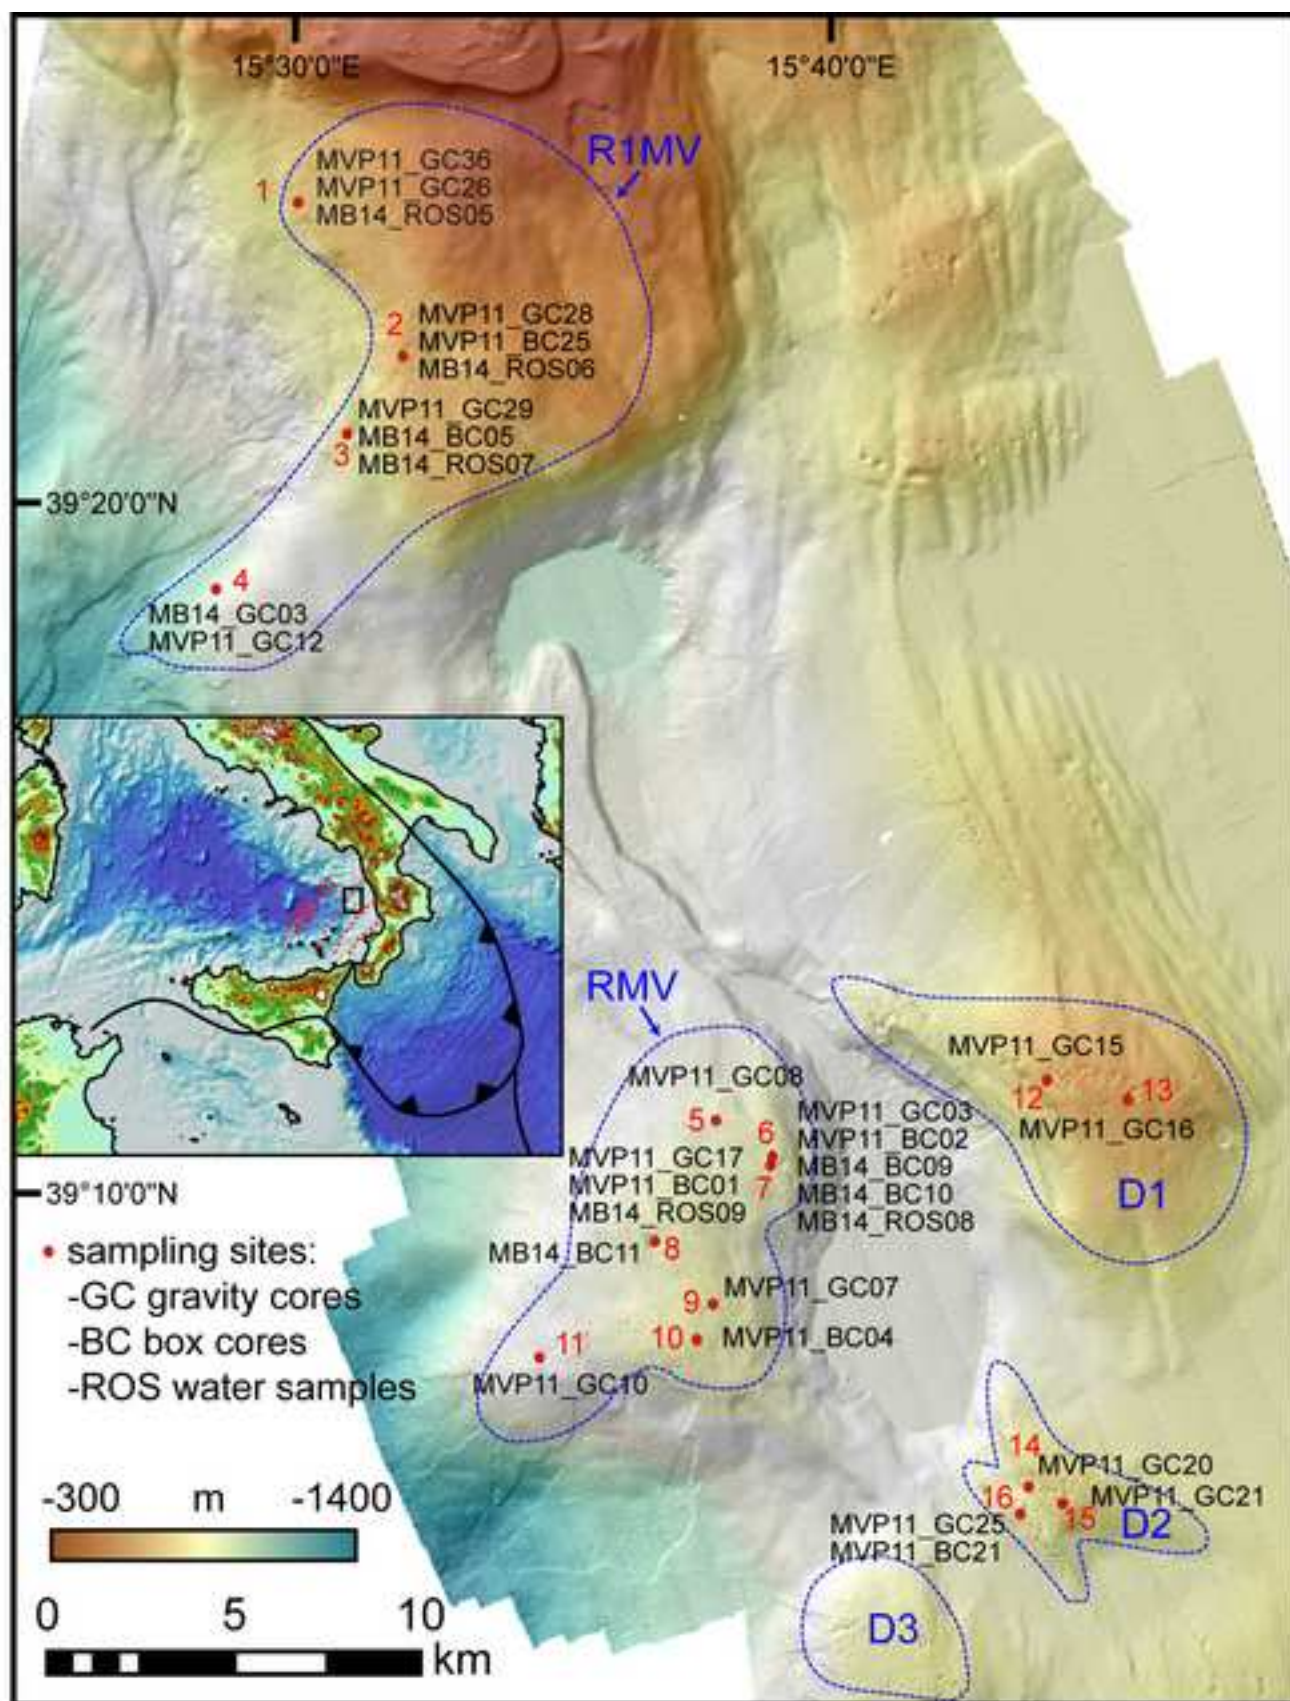 15°30'0"E
15°40'0"E
R1MV
MVP11_GC36
1 MVP11_GC26
MB14_ROS05
2 MVP11_GC28
MVP11_BC25
MB14_ROS06
MVP11_GC29
MB14_BC05
3 MB14_ROS07
39°20'0"N
4
MB14_GC03
MVP11_GC12
RMV
MVP11_GC15
12
13
MVP11_GC16
D1
MVP11_GC08
5
6
MVP11_GC03
MVP11_BC02
MB14_BC09
MB14_BC10
MB14_ROS08
MVP11_GC17
MVP11_BC01
MB14_ROS09
7
39°10'0"N
MB14_BC11
8
9
MVP11_GC07
10
MVP11_BC04
11
MVP11_GC10
sampling sites:
-GC gravity cores
-BC box cores
-ROS water samples
14
MVP11_GC20
16
MVP11_GC21
15
D2
MVP11_GC25
MVP11_BC21
D3
-300 m -1400
0 5 10
km